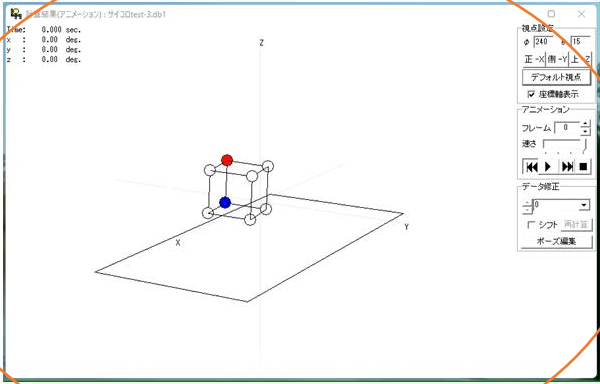 計算結果(アニメーション) : サイコロtest-3.db1
Time: 0.000 sec.
x : 0.00 deg.
y : 0.00 deg.
z : 0.00 deg.
Z
X
Y
視点設定
φ 240 θ 15
正 -X 側 -Y 上 -Z
デフォルト視点
座標軸表示
アニメーション
フレーム 0
速さ
データ修正
0
シフト 再計算
ポーズ編集